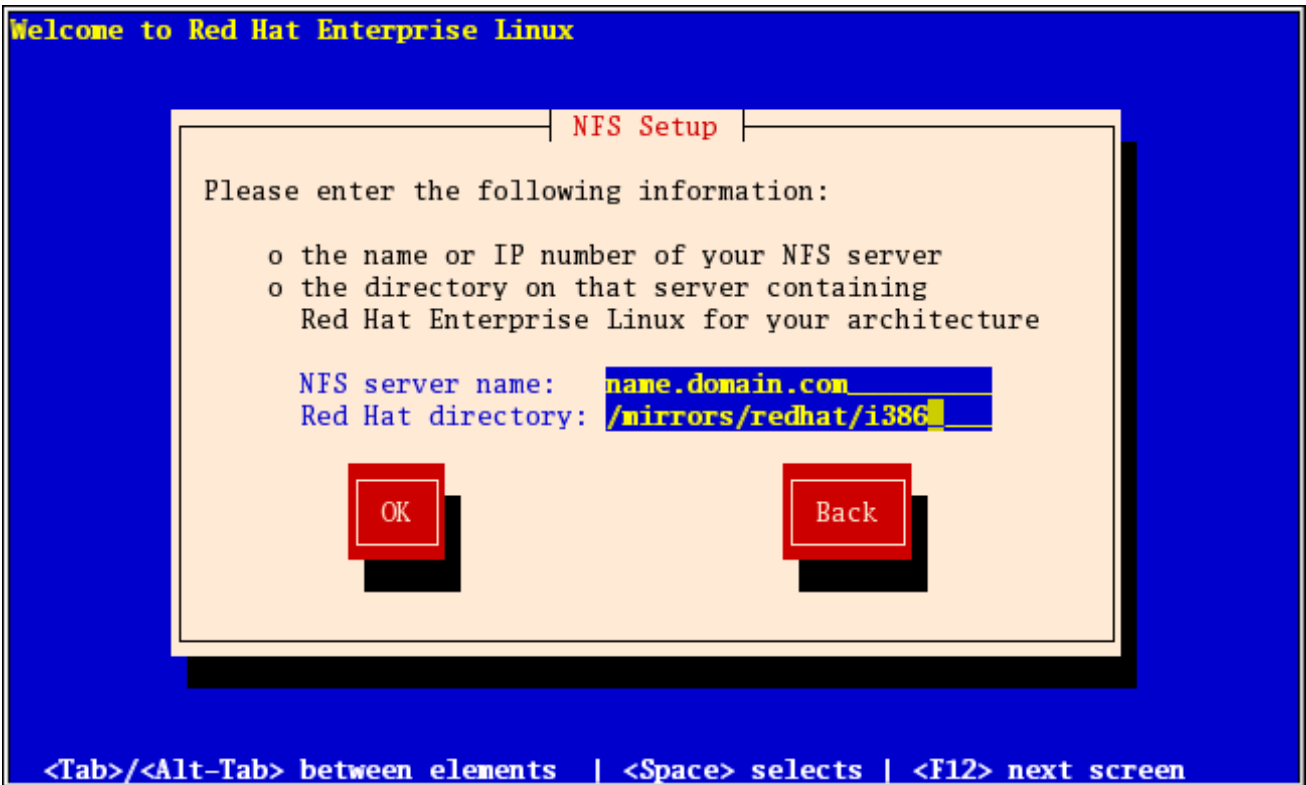 Welcome to Red Hat Enterprise Linux
NFS Setup
Please enter the following information:
o the name or IP number of your NFS server
o the directory on that server containing
Red Hat Enterprise Linux for your architecture
NFS server name: name.domain.com
Red Hat directory: /mirrors/redhat/i386
OK Back
<Tab>/<Alt-Tab> between elements | <Space> selects | <F12> next screen